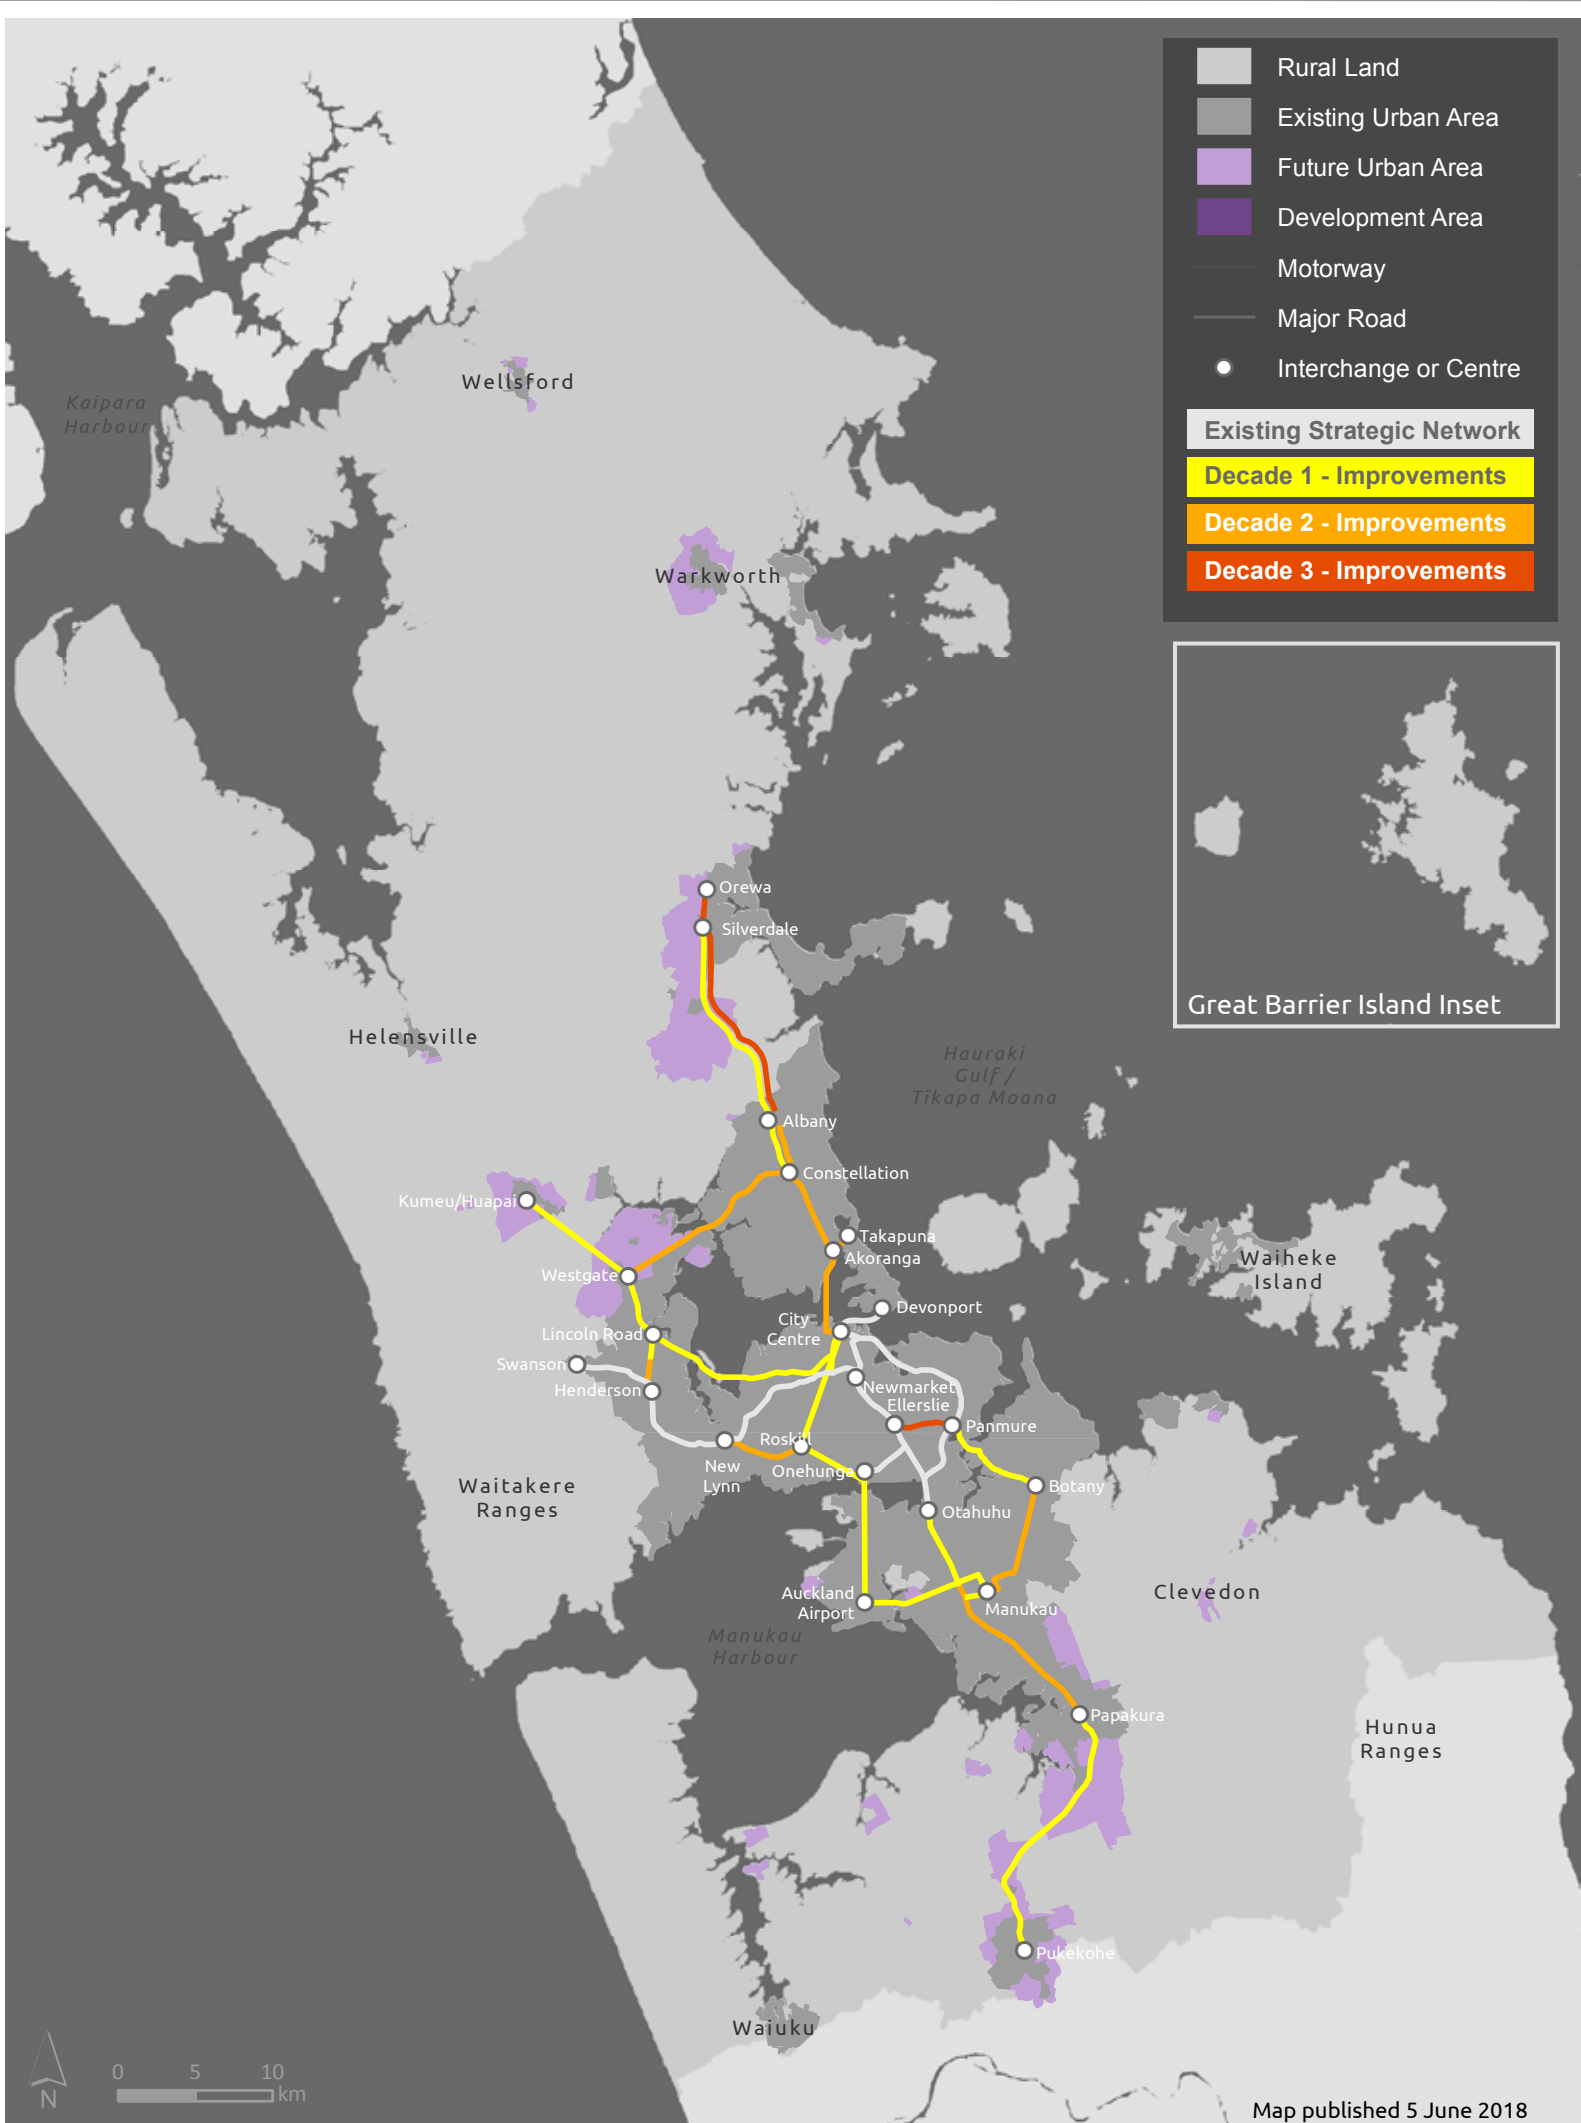 Rural Land
Existing Urban Area
Future Urban Area
Development Area
Motorway
Major Road
Interchange or Centre
Existing Strategic Network
Decade 1 - Improvements
Decade 2 - Improvements
Decade 3 - Improvements
Wellsford
Kaipara
Harbour
Warkworth
Great Barrier Island Inset
Orewa
Silverdale
Helensville
Hauraki
Gulf /
Tīkapa Moana
Albany
Constellation
Kumeu/Huapai
Takapuna
Akoranga
Westgate
Waiheke
Island
Devonport
City
Centre
Lincoln Road
Swanson
Henderson
Newmarket
Ellerslie
Panmure
Roskill
New
Lynn
Onehunga
Botany
Waitakere
Ranges
Otahuhu
Auckland
Airport
Manukau
Clevedon
Manukau
Harbour
Papakura
Hunua
Ranges
Pukekohe
Waiuku
N
0 5 10
km
Map published 5 June 2018